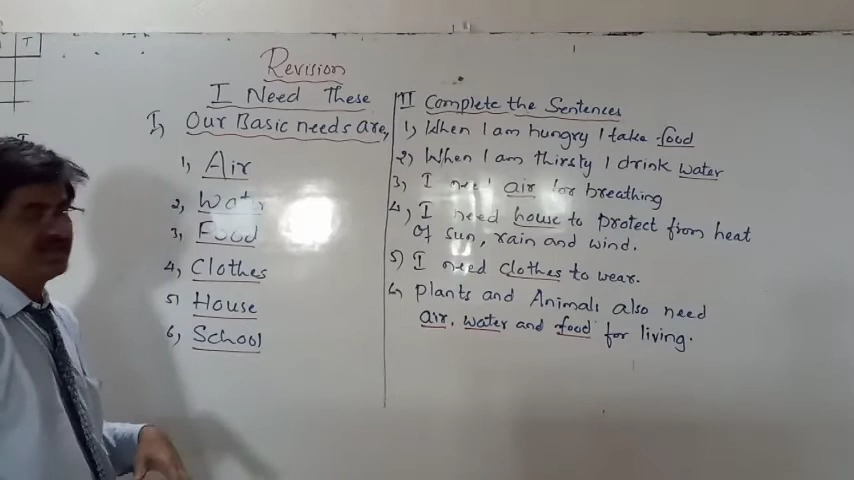 T
Revision
I Need These
I, Our Basic needs are,
1, Air
2, Water
3, Food
4, Clothes
5, House
6, School
II Complete the Sentences
1, When I am hungry I take food
2, When I am thirsty I drink water
3, I need air for breathing
4, I need house to protect from heat
of sun, rain and wind.
5) I need clothes to wear.
6, plants and Animals also need
air, water and food for living.